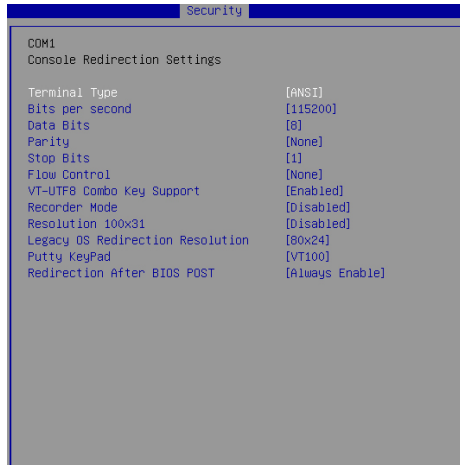 Security
COM1
Console Redirection Settings
Terminal Type [ANSI]
Bits per second [115200]
Data Bits [8]
Parity [None]
Stop Bits [1]
Flow Control [None]
VT-UTF8 Combo Key Support [Enabled]
Recorder Mode [Disabled]
Resolution 100x31 [Disabled]
Legacy OS Redirection Resolution [80x24]
Putty KeyPad [VT100]
Redirection After BIOS POST [Always Enable]